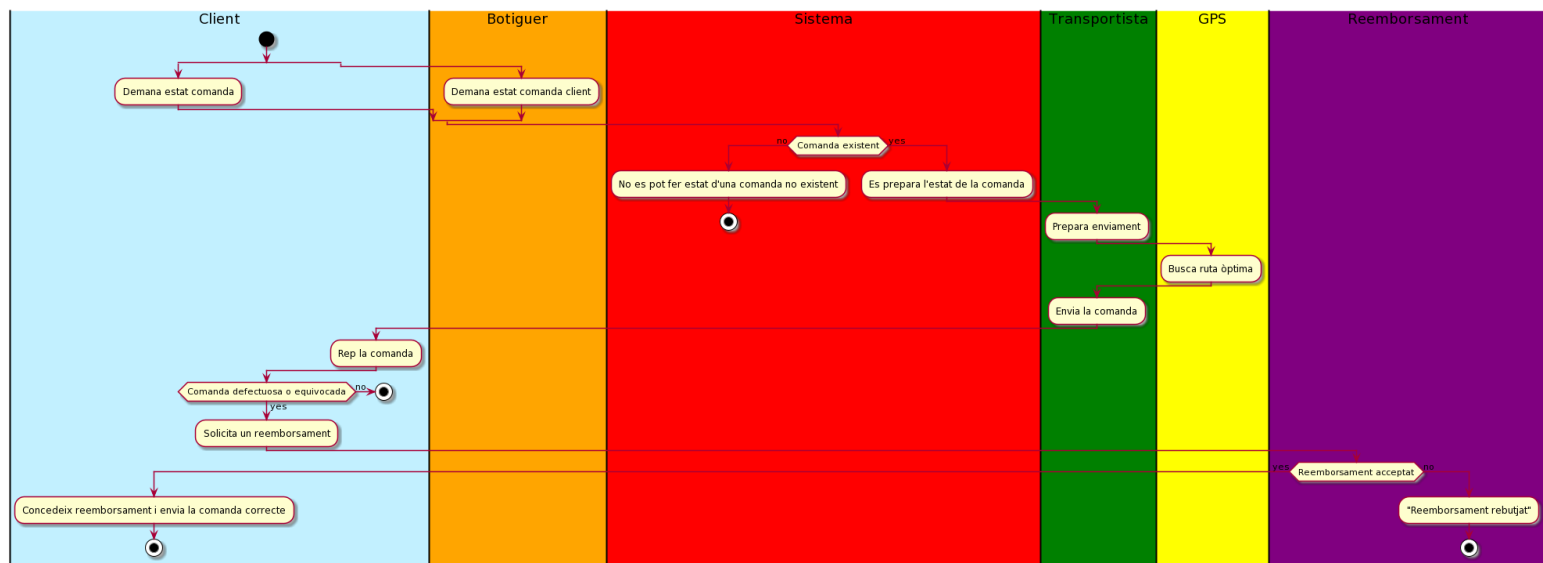 Client
Botiguer
Sistema
Transportista
GPS
Reemborsament
Demana estat comanda
Demana estat comanda client
no
Comanda existent
yes
No es pot fer estat d'una comanda no existent
Es prepara l'estat de la comanda
Prepara enviament
Busca ruta òptima
Envia la comanda
Rep la comanda
Comanda defectuosa o equivocada
no
yes
Solicita un reemborsament
yes
Reemborsament acceptat
no
Concedeix reemborsament i envia la comanda correcte
"Reemborsament rebutjat"